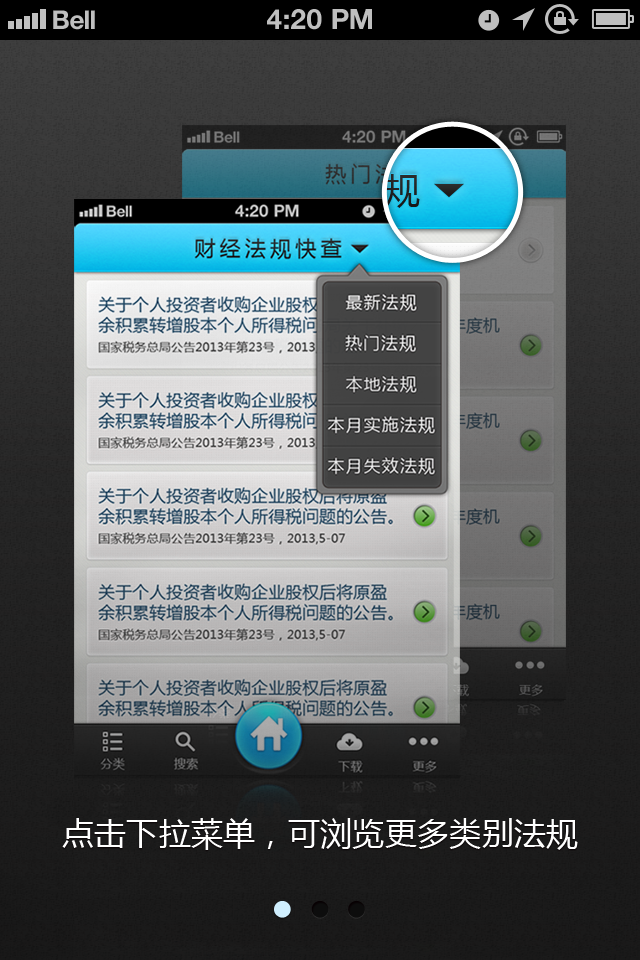 Bell 4:20 PM
Bell 4:20 PM
热门法
规
Bell 4:20 PM
财经法规快查
最新法规
热门法规
本地法规
本月实施法规
本月失效法规
关于个人投资者收购企业股权
余积累转增股本个人所得税问
国家税务总局公告2013年第23号，2013
关于个人投资者收购企业股权
余积累转增股本个人所得税问
国家税务总局公告2013年第23号，2013
关于个人投资者收购企业股权后将原盈
余积累转增股本个人所得税问题的公告。
国家税务总局公告2013年第23号，2013,5-07
关于个人投资者收购企业股权后将原盈
余积累转增股本个人所得税问题的公告。
国家税务总局公告2013年第23号，2013,5-07
关于个人投资者收购企业股权后将原盈
余积累转增股本个人所得税问题的公告。
年度机
年度机
年度机
年度机
分类 搜索 下载 更多
载 更多
点击下拉菜单，可浏览更多类别法规